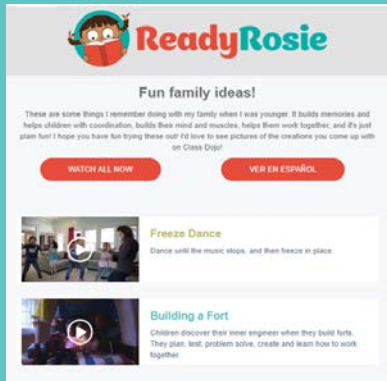 ReadyRosie
Fun family ideas!
These are some things I remember doing with my family when I was younger. It builds memories and
helps children with coordination, builds their mind and muscles, helps them work together, and it's just
plain fun! I hope you have fun trying these out! I'd love to see pictures of the creations you come up with
on Class Dojo!
WATCH ALL NOW
VER EN ESPAÑOL
Freeze Dance
Dance until the music stops, and then freeze in place.
Building a Fort
Children discover their inner engineer when they build forts.
They plan, test, problem solve, create and learn how to work
together.